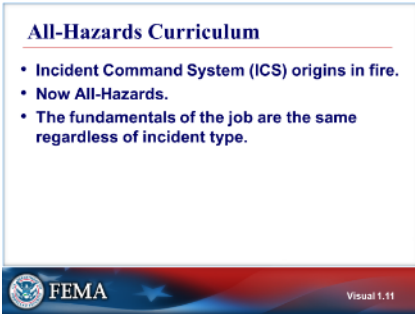 All-Hazards Curriculum
• Incident Command System (ICS) origins in fire.
• Now All-Hazards.
• The fundamentals of the job are the same
regardless of incident type.
FEMA
Visual 1.11